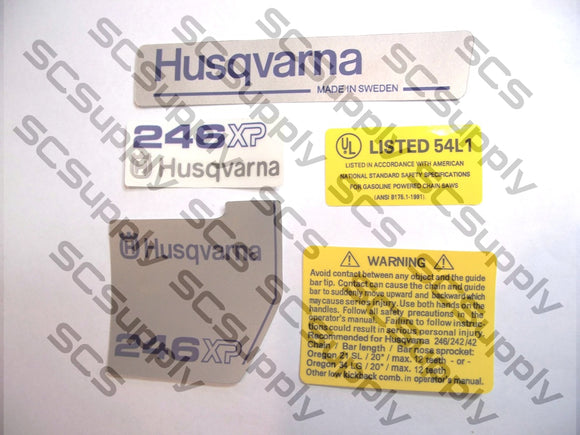 Husqvarna
MADE IN SWEDEN
246XP
Husqvarna
UL LISTED 54L1
LISTED IN ACCORDANCE WITH AMERICAN
NATIONAL STANDARD SAFETY SPECIFICATIONS
FOR GASOLINE POWERED CHAIN SAWS
(ANSI B175.1-1991)
Husqvarna
246XP
WARNING
Avoid contact between any object and the guide
bar tip. Contact can cause the chain and guide
bar to suddenly move upward and backward which
may cause series injury. Use both hands on the
handles. Follow all safety precautions in the
operator's manual. Failure to follow instruc-
tions could result in serious personal injury.
Recommended for Husqvarna 246/242/42
Chain / Bar length / Bar nose sprocket:
Oregon 21 SL / 20" / max. 12 teeth - or -
Oregon 34 LG / 20" / max. 12 teeth
Other low kickback comb. in operator's manual.
SCSupply